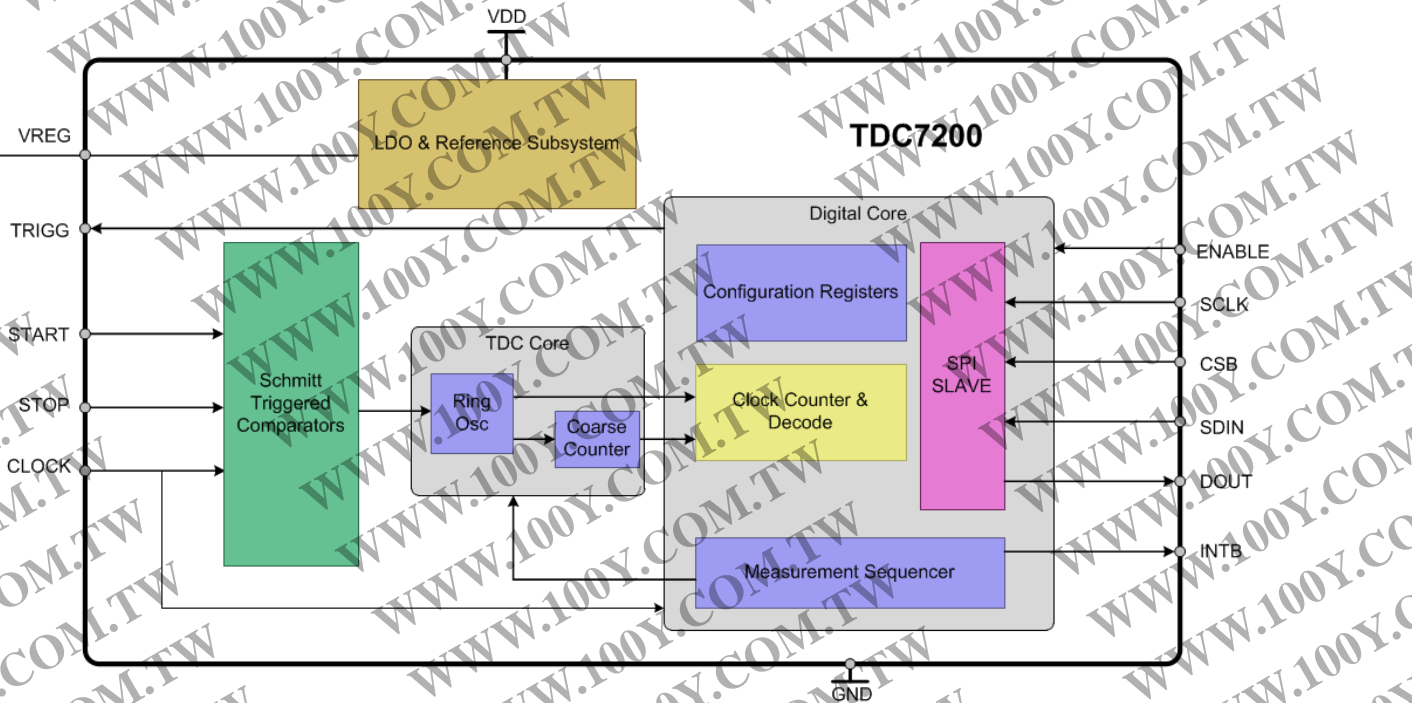 VDD
VREG
LDO & Reference Subsystem
TDC7200
TRIGG
Digital Core
ENABLE
Configuration Registers
SCLK
START
TDC Core
SPI
SLAVE
CSB
Schmitt
Triggered
Comparators
Ring
Osc
Clock Counter &
Decode
STOP
Coarse
Counter
SDIN
CLOCK
DOUT
INTB
Measurement Sequencer
GND
WWW.100Y.COM.TW